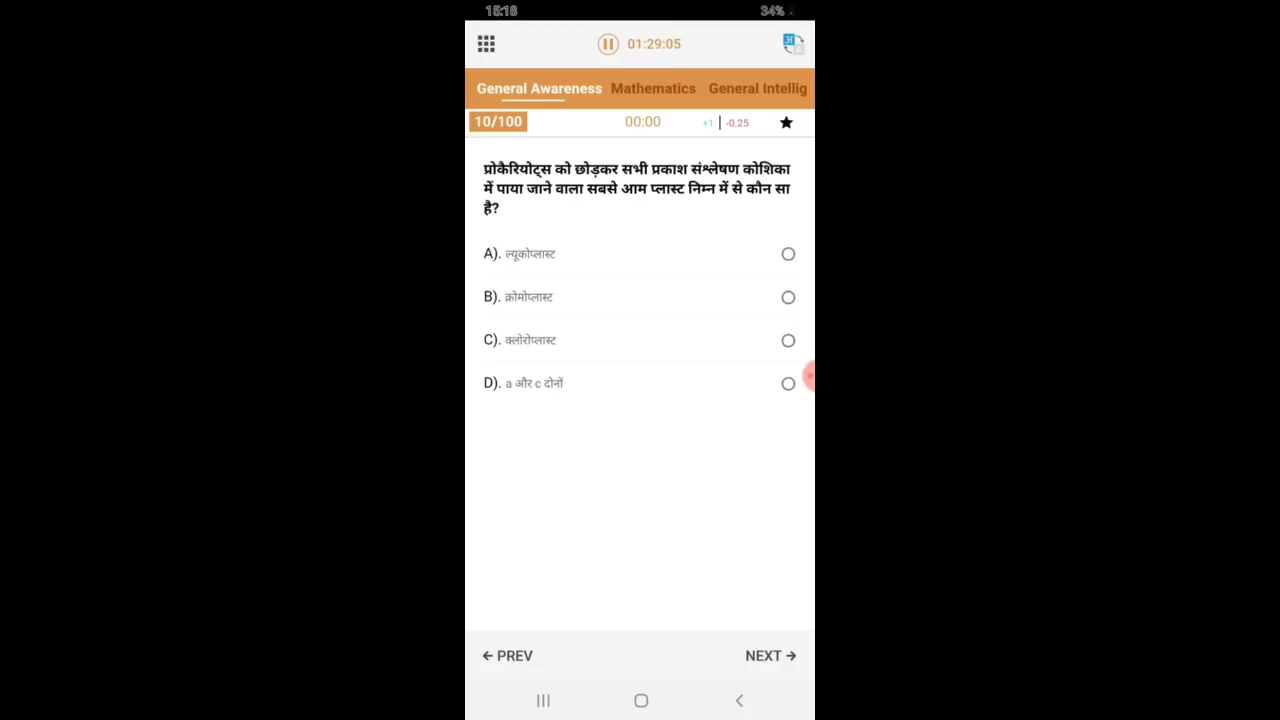 15:18 34%
01:29:05
General Awareness Mathematics General Intellig
10/100 00:00 +1 | -0.25
प्रोकैरियोट्स को छोड़कर सभी प्रकाश संश्लेषण कोशिका
में पाया जाने वाला सबसे आम प्लास्ट निम्न में से कौन सा
है?
A). ल्यूकोप्लास्ट
B). क्रोमोप्लास्ट
C). क्लोरोप्लास्ट
D). a और c दोनों
← PREV NEXT →